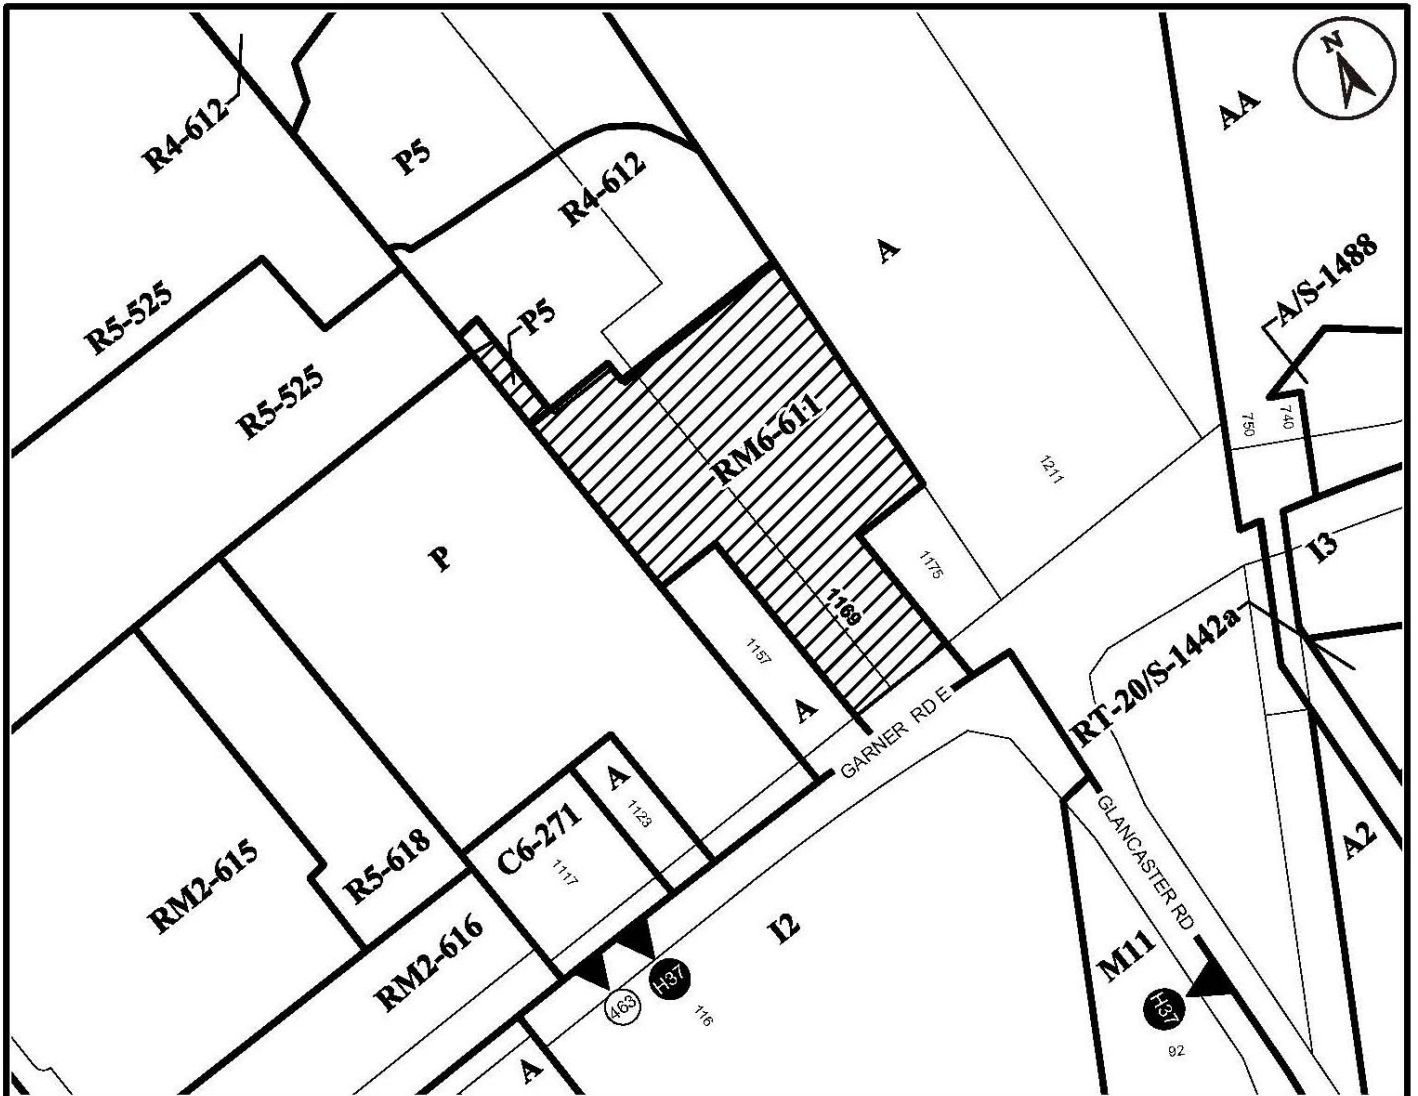 N
AA
R4-612
P5
R4-612
A
A/S-1488
R5-525
P5
R5-525
RM6-611
750
740
1211
P
1175
I3
1169
RT-20/S-1442a
1157
A
GARNER RD E
A
1123
C6-271
1117
GLANCASTER RD
A2
RM2-615
R5-618
RM2-616
I2
M11
H37
463
116
H37
92
A